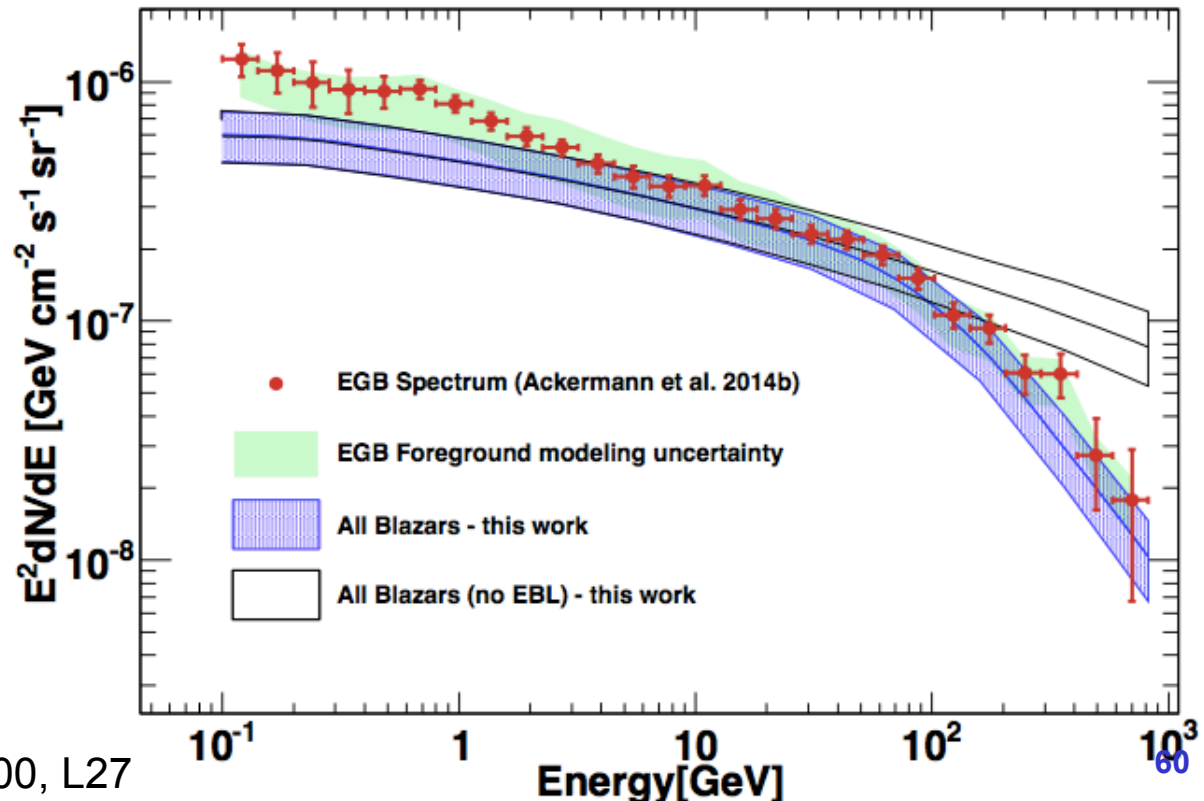 10⁻⁶
10⁻⁷
10⁻⁸
E²dN/dE [GeV cm⁻² s⁻¹ sr⁻¹]
EGB Spectrum (Ackermann et al. 2014b)
EGB Foreground modeling uncertainty
All Blazars - this work
All Blazars (no EBL) - this work
10⁻¹ 1 10 10² 10³
Energy[GeV]
00, L27
60